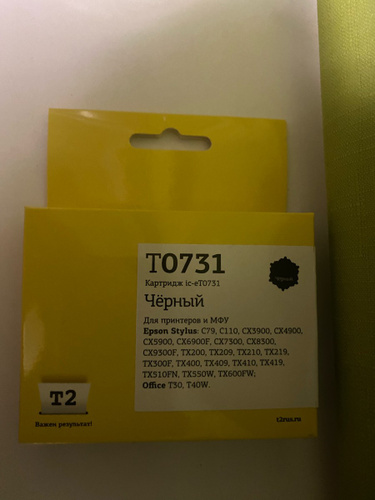 T0731
Картридж ic-eT0731
Чёрный
Для принтеров и МФУ
Epson Stylus: C79, C110, CX3900, CX4900,
CX5900, CX6900F, CX7300, CX8300,
CX9300F, TX200, TX209, TX210, TX219,
TX300F, TX400, TX409, TX410, TX419,
TX510FN, TX550W, TX600FW;
Office T30, T40W.
T2
Важен результат!
t2rus.ru